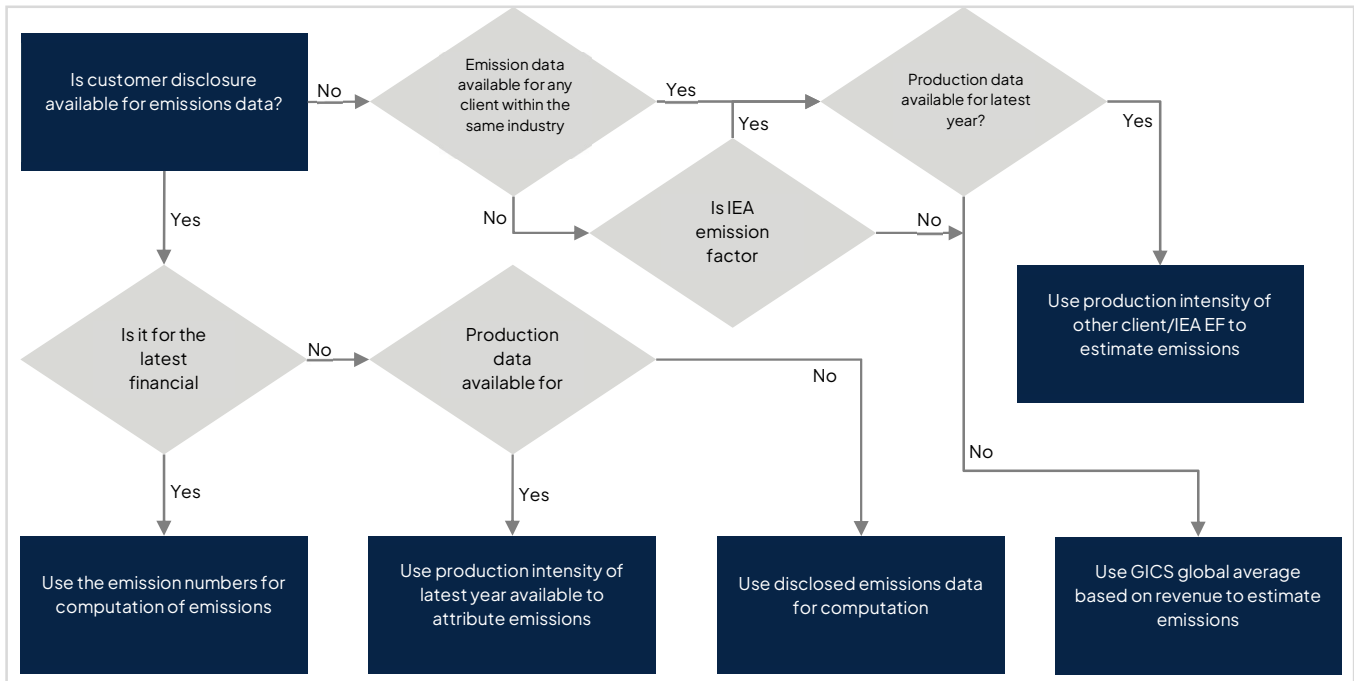 Is customer disclosure
available for emissions data?
No
Emission data
available for any
client within the
same industry
Yes
Production data
available for latest
year?
Yes
Yes
No
Is IEA
emission
factor
No
Yes
Use production intensity of
other client/IEA EF to
estimate emissions
Is it for the
latest
financial
No
Production
data
available for
No
No
Yes
Yes
Use the emission numbers for
computation of emissions
Use production intensity of
latest year available to
attribute emissions
Use disclosed emissions data
for computation
Use GICS global average
based on revenue to estimate
emissions